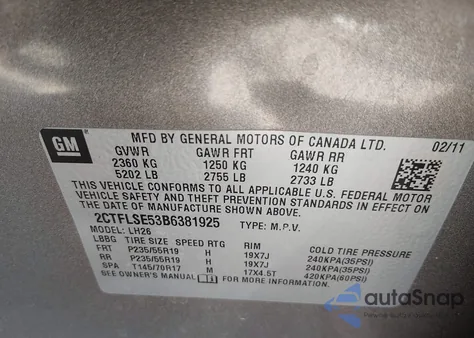 GM
MFD BY GENERAL MOTORS OF CANADA LTD. 02/11
GVWR GAWR FRT GAWR RR
2360 KG 1250 KG 1240 KG
5202 LB 2755 LB 2733 LB
THIS VEHICLE CONFORMS TO ALL APPLICABLE U.S. FEDERAL MOTOR
VEHICLE SAFETY AND THEFT PREVENTION STANDARDS IN EFFECT ON
THE DATE OF MANUFACTURE SHOWN ABOVE.
2CTFLSE53B6381925 TYPE: M.P.V.
MODEL: LH26
LBBG TIRE SIZE SPEED RTG RIM COLD TIRE PRESSURE
FRT P235/55R19 H 19X7J 240KPA(35PSI)
RR P235/55R19 H 19X7J 240KPA(35PSI)
SPA T145/70R17 M 17X4.5T 420KPA(60PSI)
SEE OWNER'S MANUAL FOR MORE INFORMATION.
autoSnap